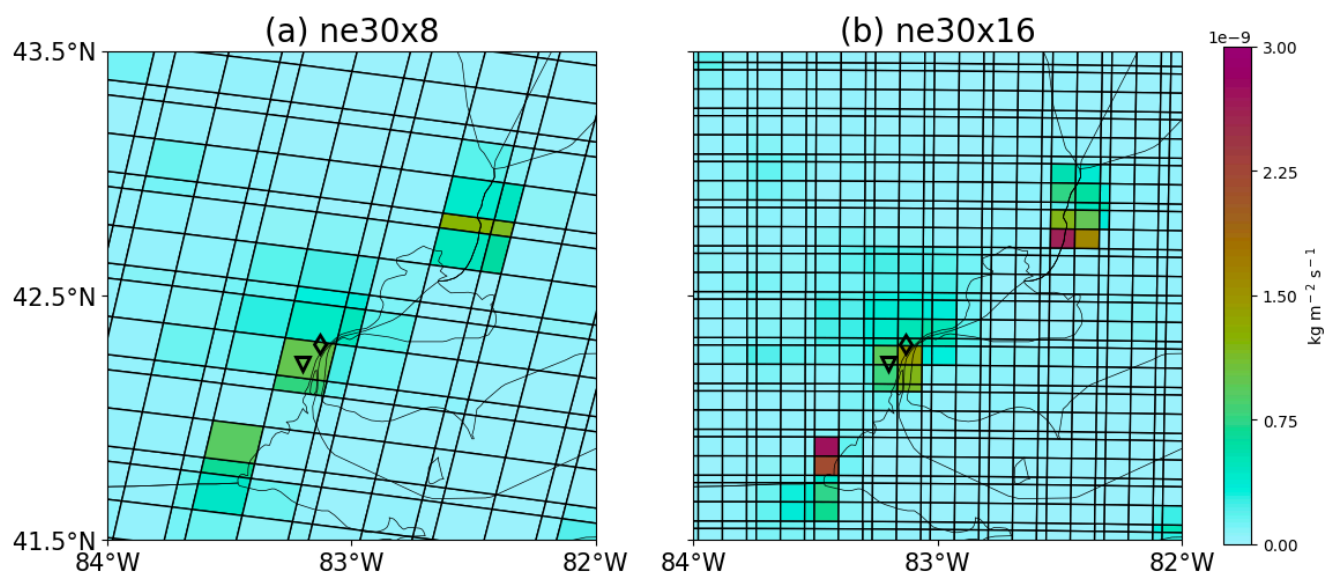 (a) ne30x8
(b) ne30x16
43.5°N
42.5°N
41.5°N
84°W
83°W
82°W
84°W
83°W
82°W
1e−9
3.00
2.25
1.50
0.75
0.00
kg m−2 s−1